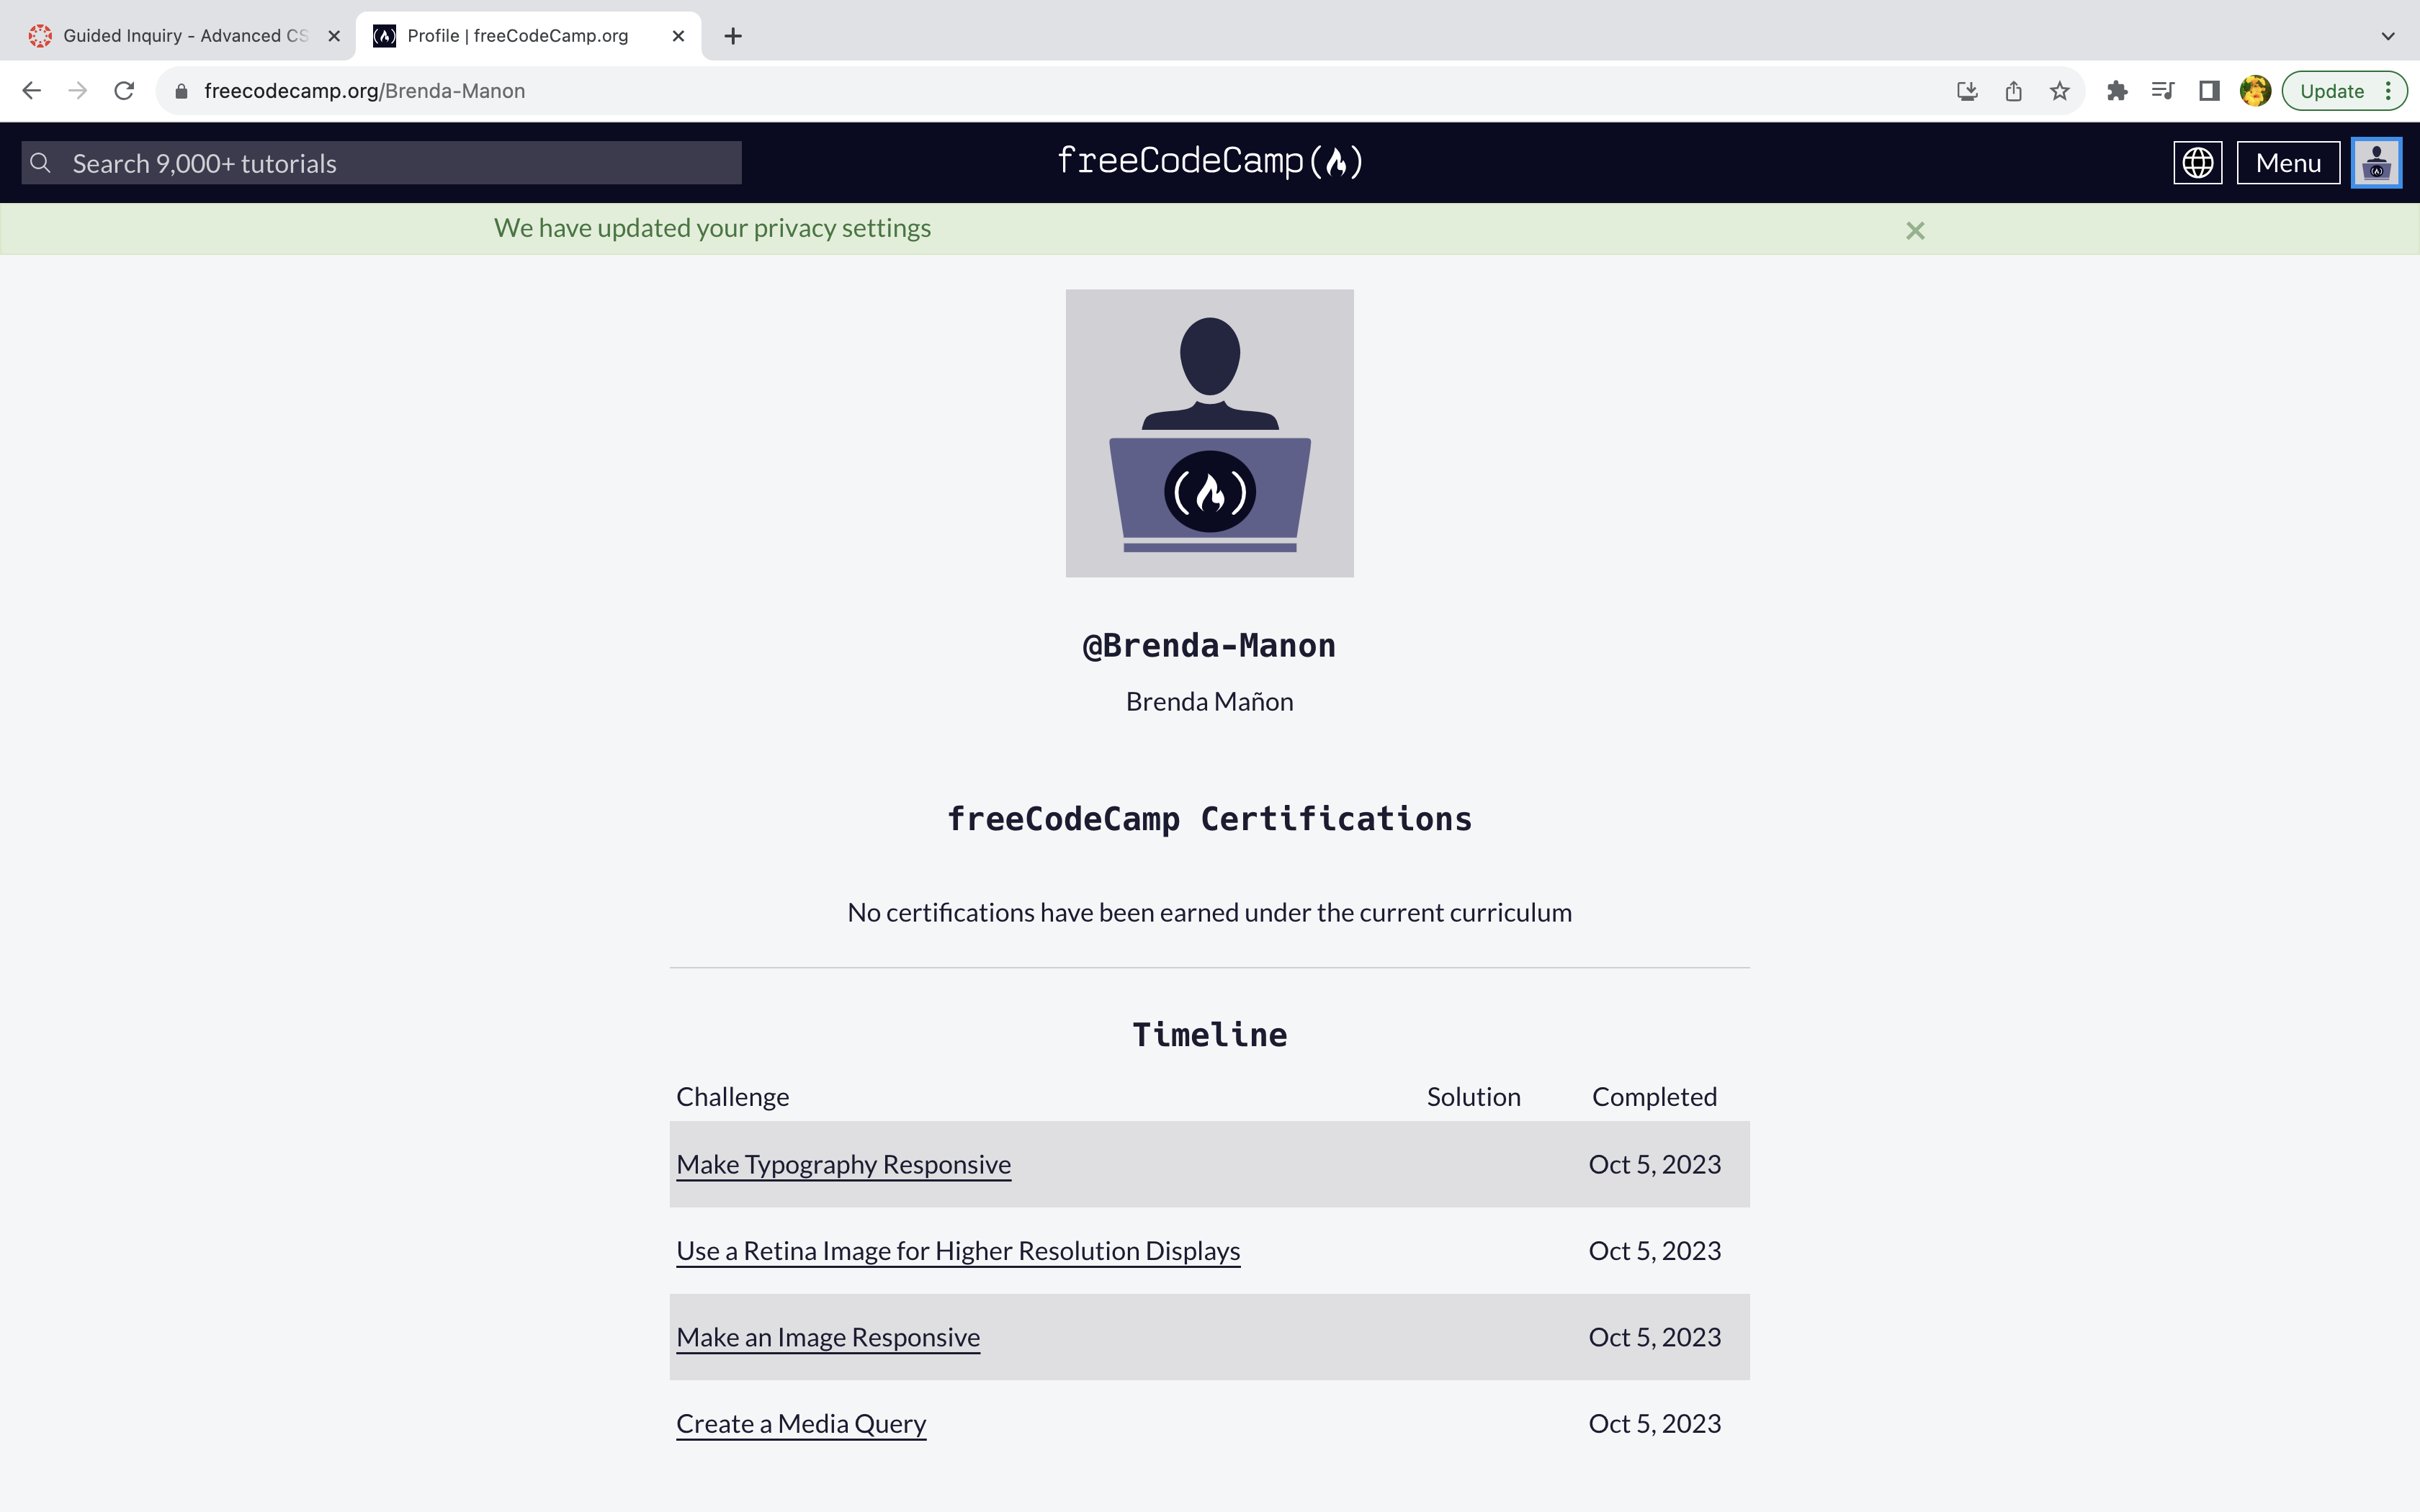 Guided Inquiry - Advanced CS
Profile | freeCodeCamp.org
freecodecamp.org/Brenda-Manon
Update
Search 9,000+ tutorials
freeCodeCamp
Menu
We have updated your privacy settings
@Brenda-Manon
Brenda Mañon
freeCodeCamp Certifications
No certifications have been earned under the current curriculum
Timeline
Challenge Solution Completed
Make Typography Responsive Oct 5, 2023
Use a Retina Image for Higher Resolution Displays Oct 5, 2023
Make an Image Responsive Oct 5, 2023
Create a Media Query Oct 5, 2023